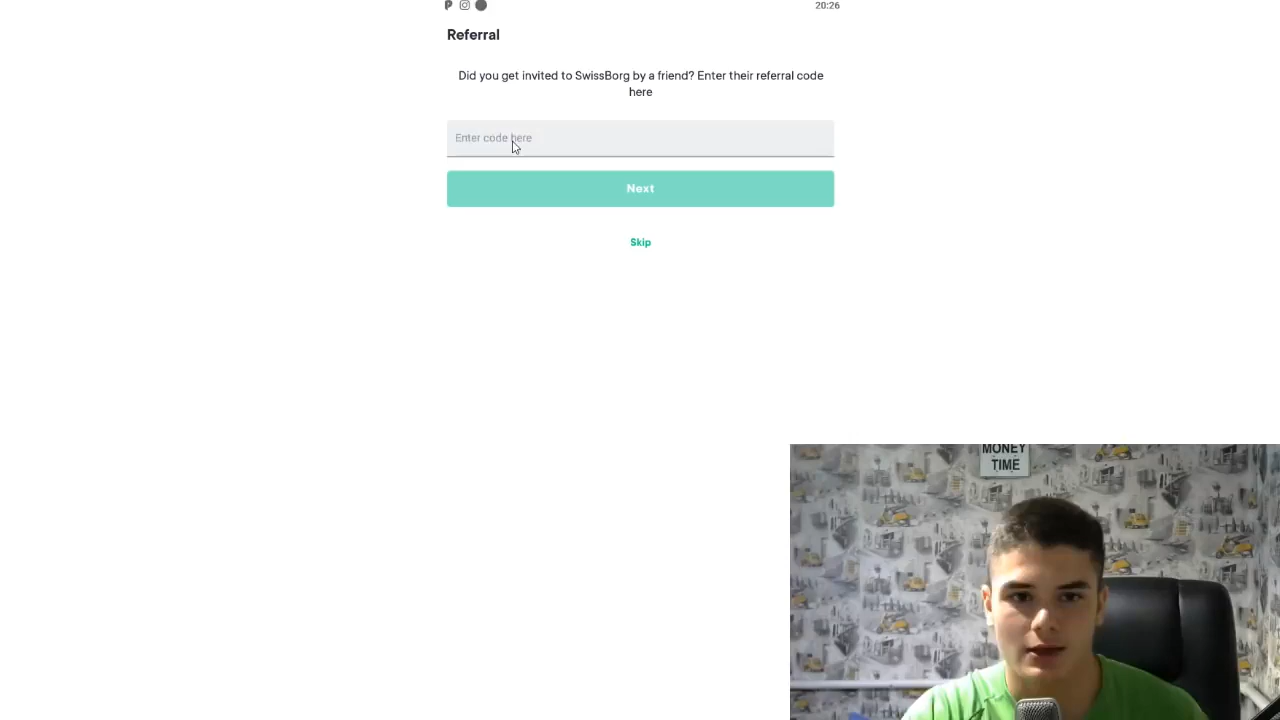 20:26
Referral
Did you get invited to SwissBorg by a friend? Enter their referral code
here
Enter code here
Next
Skip
MONEY
TIME